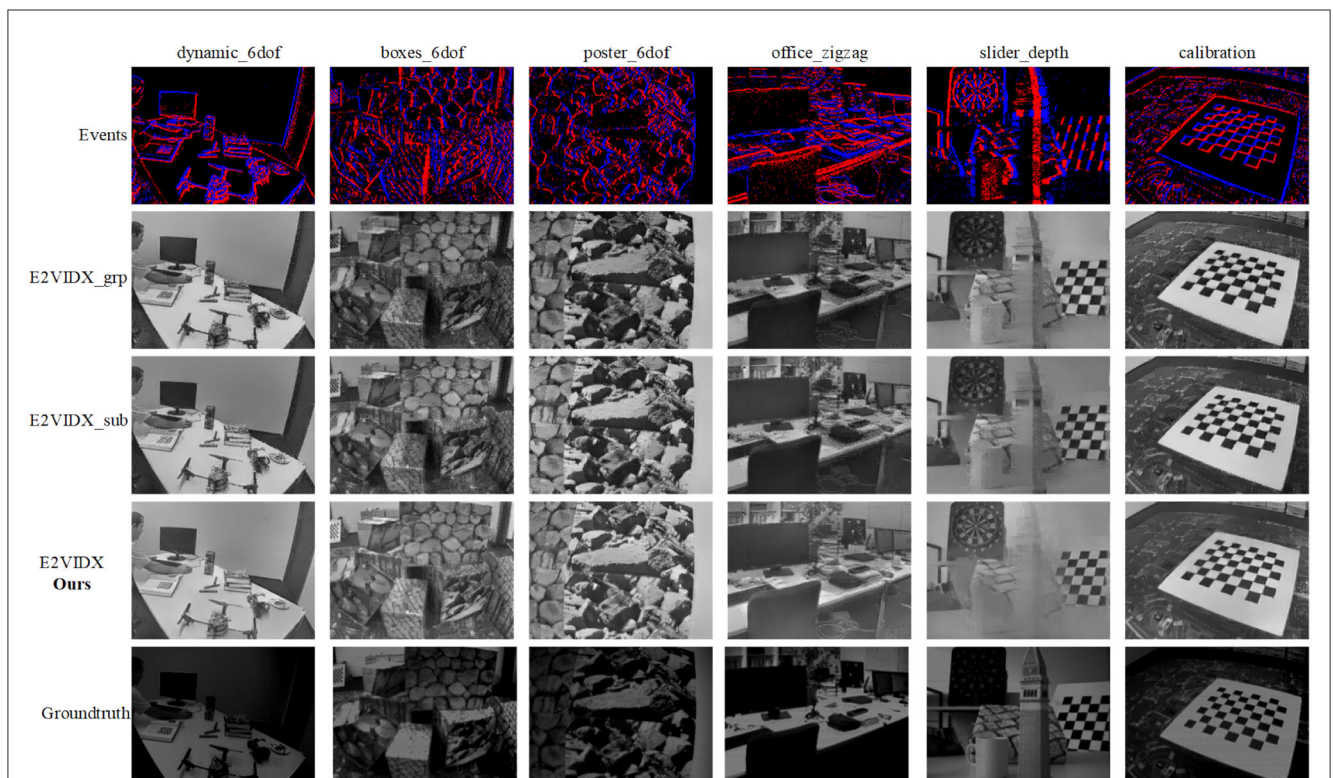 dynamic_6dof boxes_6dof poster_6dof office_zigzag slider_depth calibration
Events
E2VIDX_grp
E2VIDX_sub
E2VIDX
Ours
Groundtruth